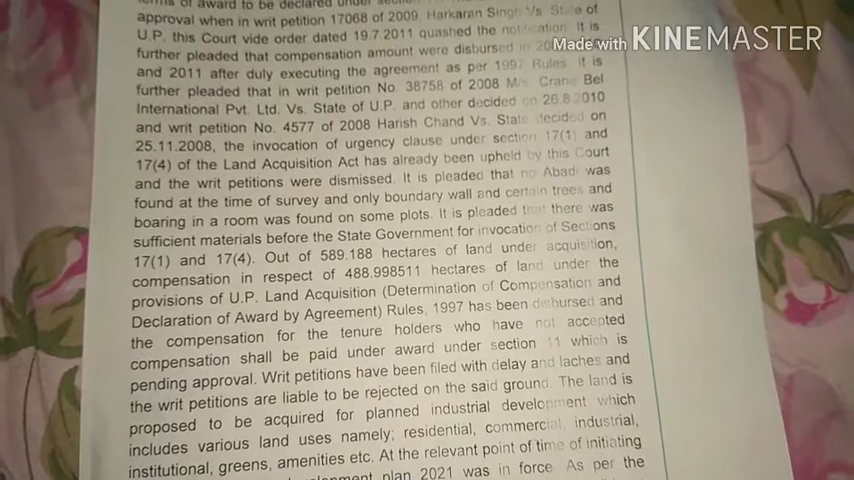 terms of award to be declared under
approval when in writ petition 17068 of 2009, Harkaran Singh Vs. State of
U.P. this Court vide order dated 19.7.2011 quashed the notification. It is
further pleaded that compensation amount were disbursed in
and 2011 after duly executing the agreement as per 1997 Rules. It is
further pleaded that in writ petition No. 38758 of 2008 M/s. Crane Bel
International Pvt. Ltd. Vs. State of U.P. and other decided on 26.8.2010
and writ petition No. 4577 of 2008 Harish Chand Vs. State decided on
25.11.2008, the invocation of urgency clause under section 17(1) and
17(4) of the Land Acquisition Act has already been upheld by this Court
and the writ petitions were dismissed. It is pleaded that no Abadi was
found at the time of survey and only boundary wall and certain trees and
boaring in a room was found on some plots. It is pleaded that there was
sufficient materials before the State Government for invocation of Sections
17(1) and 17(4). Out of 589.188 hectares of land under acquisition,
compensation in respect of 488.998511 hectares of land under the
provisions of U.P. Land Acquisition (Determination of Compensation and
Declaration of Award by Agreement) Rules, 1997 has been disbursed and
the compensation for the tenure holders who have not accepted
compensation shall be paid under award under section 11 which is
pending approval. Writ petitions have been filed with delay and laches and
the writ petitions are liable to be rejected on the said ground. The land is
proposed to be acquired for planned industrial development which
includes various land uses namely; residential, commercial, industrial,
institutional, greens, amenities etc. At the relevant point of time of initiating
plan 2021 was in force. As per the
Made with KINEMASTER